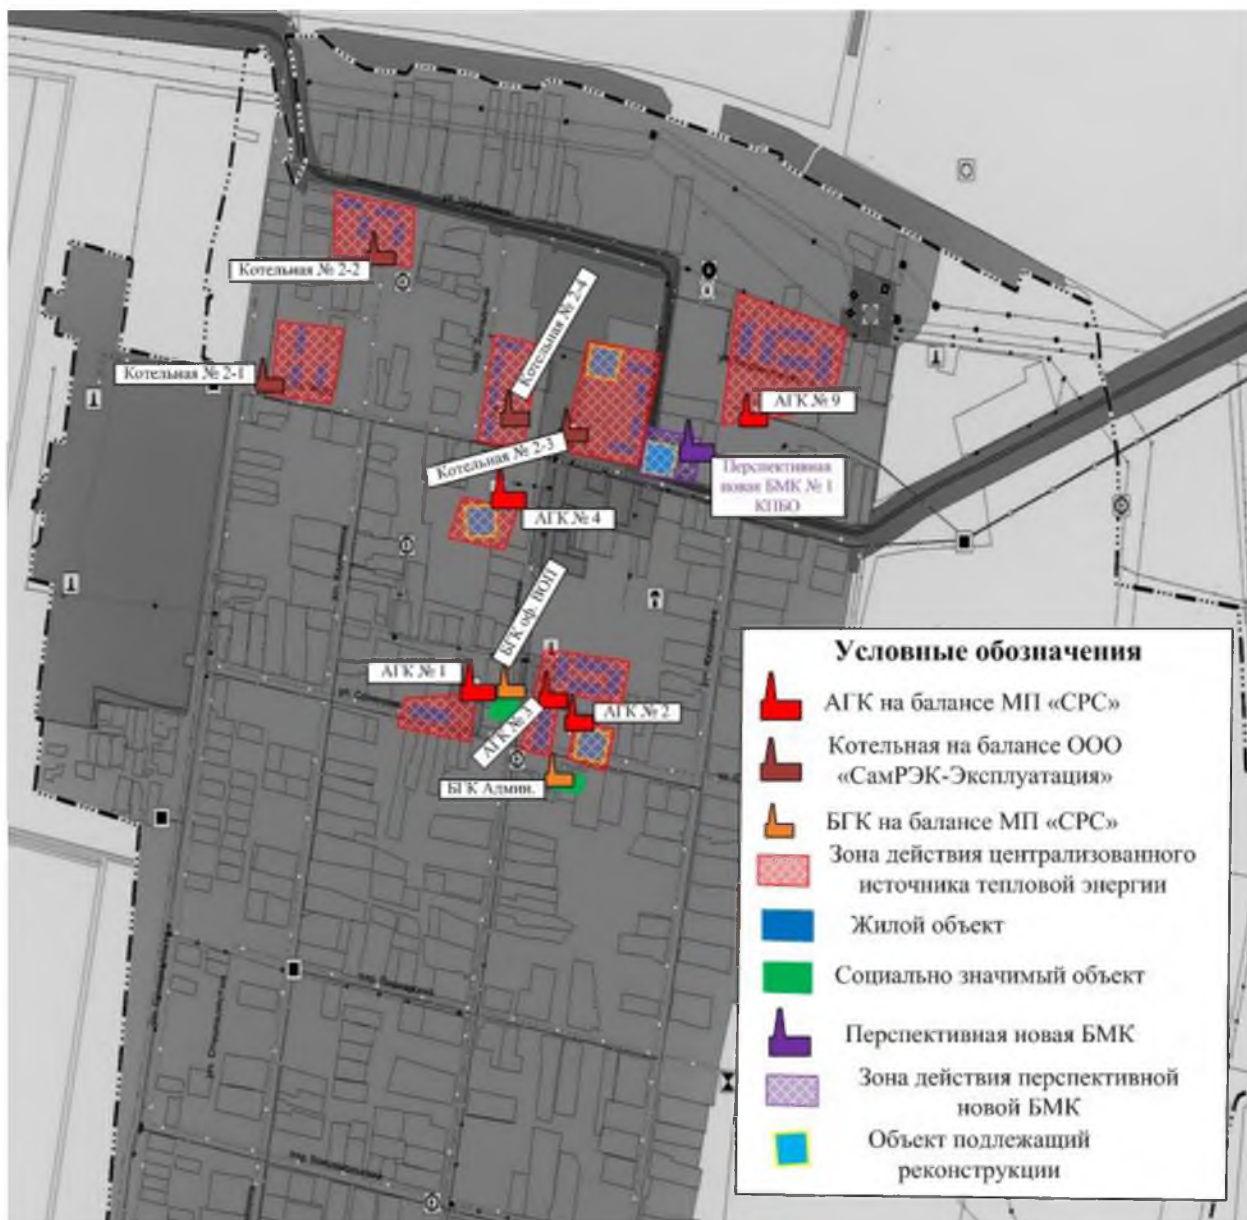 Котельная № 2-2
Котельная № 2-4
Котельная № 2-1
АГК № 9
Котельная № 2-3
Перспективная
новая БМК № 1
КПБО
АГК № 4
БГК оф. ВОП
АГК № 1
АГК № 3
АГК № 2
БГК Админ.
Условные обозначения
АГК на балансе МП «СРС»
Котельная на балансе ООО
«СамРЭК-Эксплуатация»
БГК на балансе МП «СРС»
Зона действия централизованного
источника тепловой энергии
Жилой объект
Социально значимый объект
Перспективная новая БМК
Зона действия перспективной
новой БМК
Объект подлежащий
реконструкции